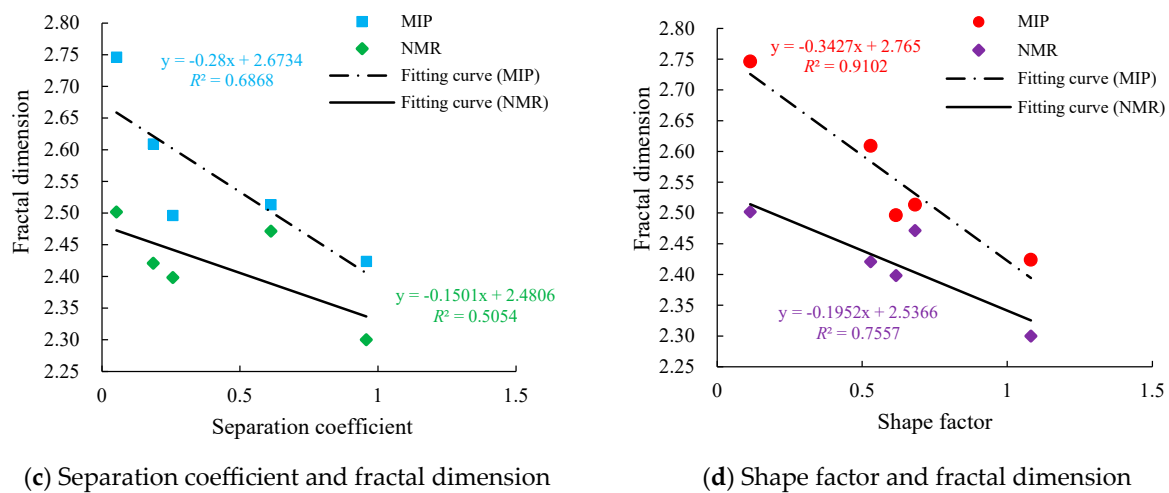 2.80
2.75
2.70
2.65
2.60
2.55
2.50
2.45
2.40
2.35
2.30
2.25
Fractal dimension
0
0.5
1
1.5
Separation coefficient
MIP
NMR
Fitting curve (MIP)
Fitting curve (NMR)
y = -0.28x + 2.6734
R² = 0.6868
y = -0.1501x + 2.4806
R² = 0.5054
(c) Separation coefficient and fractal dimension
2.80
2.75
2.70
2.65
2.60
2.55
2.50
2.45
2.40
2.35
2.30
2.25
Fractal dimension
0
0.5
1
1.5
Shape factor
MIP
NMR
Fitting curve (MIP)
Fitting curve (NMR)
y = -0.3427x + 2.765
R² = 0.9102
y = -0.1952x + 2.5366
R² = 0.7557
(d) Shape factor and fractal dimension